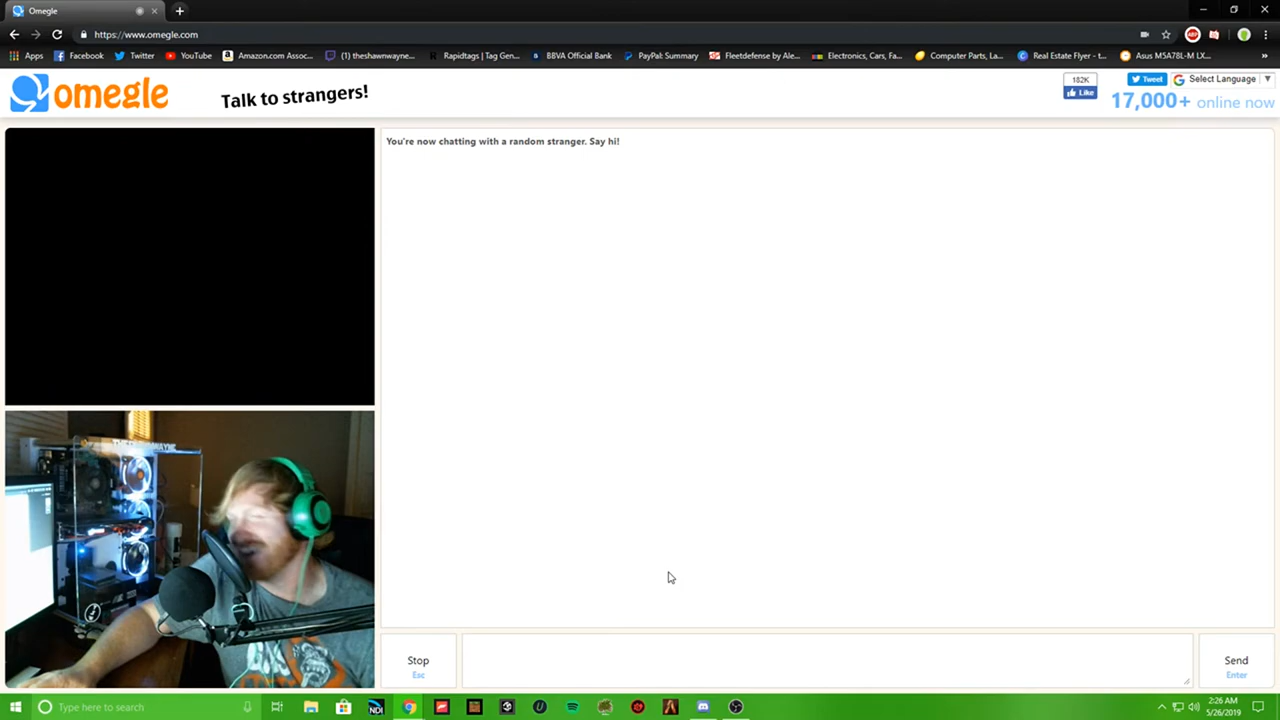 Omegle
https://www.omegle.com
Apps Facebook Twitter YouTube Amazon.com Assoc... (1) theshawnwayne... Rapidtags | Tag Gen... BBVA Official Bank PayPal: Summary Fleetdefense by Ale... Electronics, Cars, Fa... Computer Parts, La... Real Estate Flyer - t... Asus M5A78L-M LX... »
omegle Talk to strangers! 182K Like Tweet Select Language
17,000+ online now
You're now chatting with a random stranger. Say hi!
Stop
Esc
Send
Enter
Type here to search
NDI
2:26 AM
5/26/2019